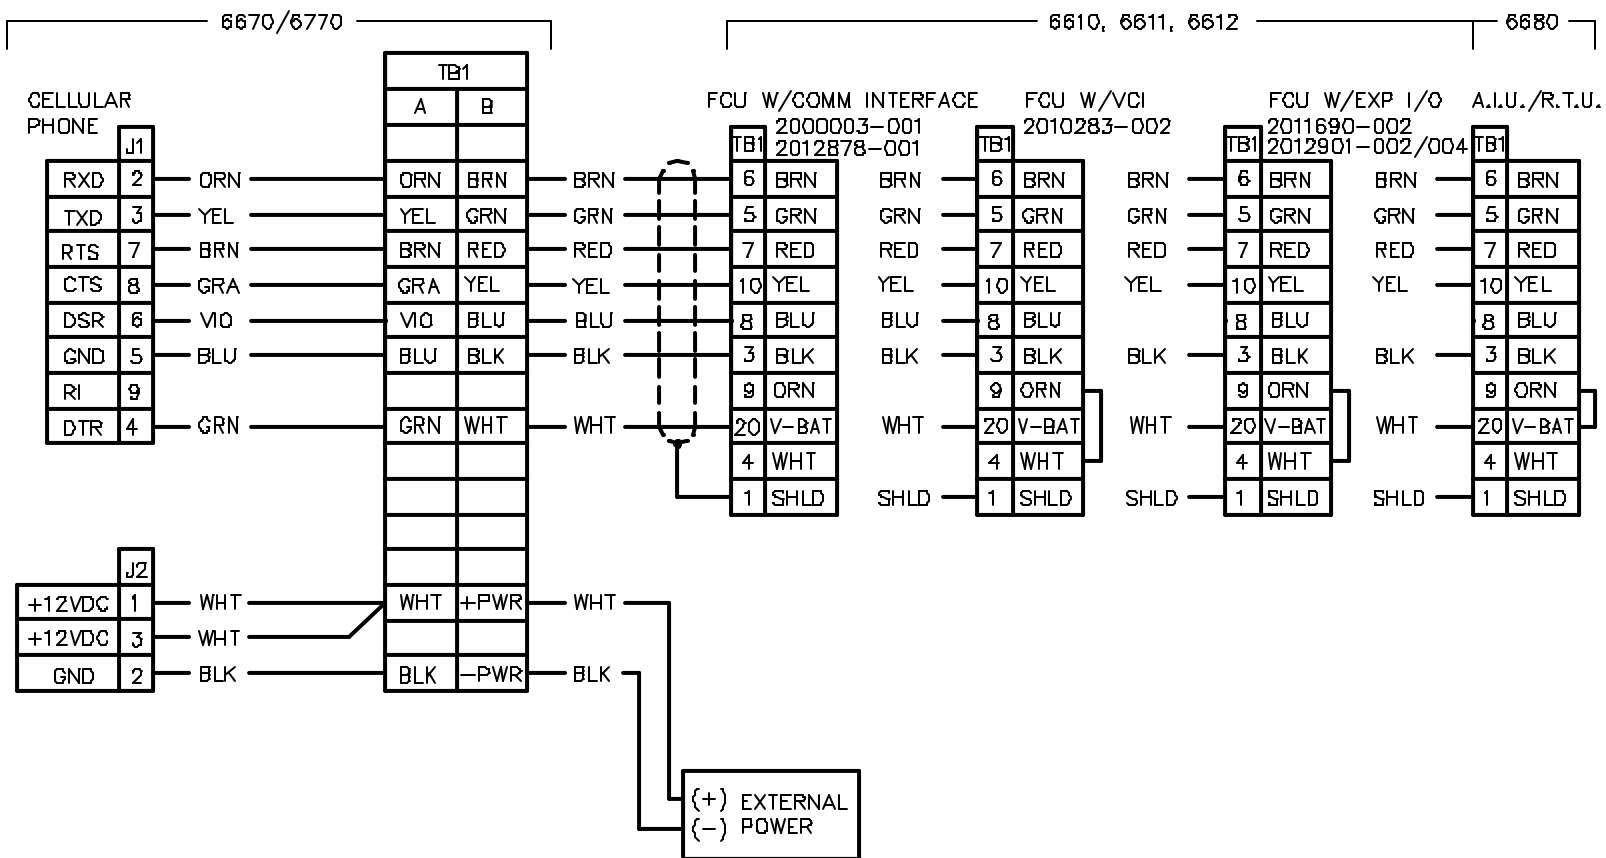 6670/6770 6610, 6611, 6612 6680
TB1
A B
CELLULAR
PHONE
J1
FCU W/COMM INTERFACE FCU W/VCI FCU W/EXP I/O A.I.U./R.T.U.
2000003-001 2010283-002 2011690-002
TB1 2012878-001 TB1 TB1 2012901-002/004 TB1
RXD 2 ORN ORN BRN BRN 6 BRN BRN 6 BRN BRN 6 BRN BRN 6 BRN
TXD 3 YEL YEL GRN GRN 5 GRN GRN 5 GRN GRN 5 GRN GRN 5 GRN
RTS 7 BRN BRN RED RED 7 RED RED 7 RED RED 7 RED RED 7 RED
CTS 8 GRA GRA YEL YEL 10 YEL YEL 10 YEL YEL 10 YEL YEL 10 YEL
DSR 6 VIO VIO BLU BLU 8 BLU BLU 8 BLU 8 BLU 8 BLU
GND 5 BLU BLU BLK BLK 3 BLK BLK 3 BLK BLK 3 BLK BLK 3 BLK
RI 9 9 ORN 9 ORN 9 ORN 9 ORN
DTR 4 GRN GRN WHT WHT 20 V-BAT WHT 20 V-BAT WHT 20 V-BAT WHT 20 V-BAT
4 WHT 4 WHT 4 WHT 4 WHT
1 SHLD SHLD 1 SHLD SHLD 1 SHLD SHLD 1 SHLD
J2
+12VDC 1 WHT WHT +PWR WHT
+12VDC 3 WHT
GND 2 BLK BLK -PWR BLK
(+) EXTERNAL
(-) POWER